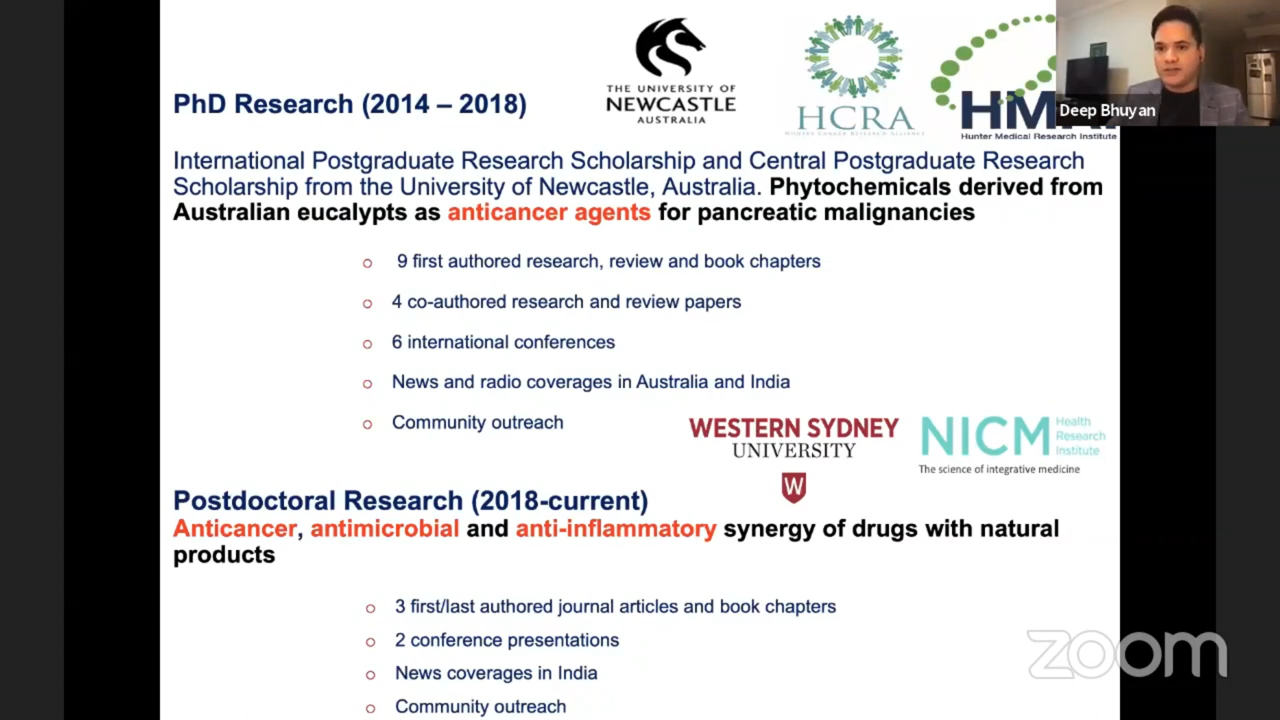 THE UNIVERSITY OF
NEWCASTLE
AUSTRALIA
HCRA
HUNTER CANCER RESEARCH ALLIANCE
HM
Hunter Medical Research Institute
Deep Bhuyan
PhD Research (2014 – 2018)
International Postgraduate Research Scholarship and Central Postgraduate Research
Scholarship from the University of Newcastle, Australia. Phytochemicals derived from
Australian eucalypts as anticancer agents for pancreatic malignancies
o 9 first authored research, review and book chapters
o 4 co-authored research and review papers
o 6 international conferences
o News and radio coverages in Australia and India
o Community outreach
WESTERN SYDNEY
UNIVERSITY
W
NICM Health
Research
Institute
The science of integrative medicine
Postdoctoral Research (2018-current)
Anticancer, antimicrobial and anti-inflammatory synergy of drugs with natural
products
o 3 first/last authored journal articles and book chapters
o 2 conference presentations
o News coverages in India
o Community outreach
zoom